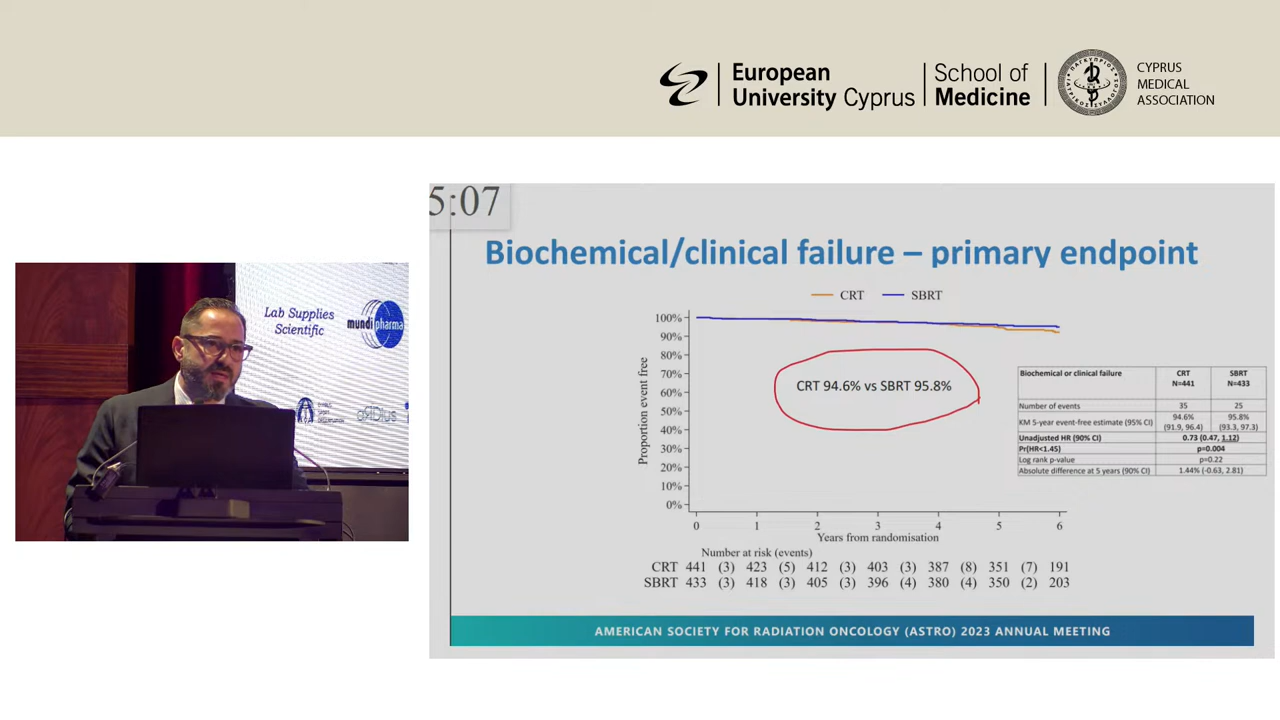 European
University Cyprus
School of
Medicine
CYPRUS
MEDICAL
ASSOCIATION
Lab Supplies
Scientific
mundipharma
5:07
Biochemical/clinical failure – primary endpoint
CRT SBRT
100%
90%
80%
70%
60%
50%
40%
30%
20%
10%
0%
Proportion event free
CRT 94.6% vs SBRT 95.8%
0 1 2 3 4 5 6
Years from randomisation
Number at risk (events)
CRT 441 (3) 423 (5) 412 (3) 403 (3) 387 (8) 351 (7) 191
SBRT 433 (3) 418 (3) 405 (3) 396 (4) 380 (4) 350 (2) 203
Biochemical or clinical failure CRT SBRT
N=441 N=433
Number of events 35 25
KM 5-year event-free estimate (95% CI) 94.6% 95.8%
(91.9, 96.4) (93.3, 97.3)
Unadjusted HR (90% CI) 0.73 (0.47, 1.12)
Pr(HR<1.45) p=0.004
Log rank p-value p=0.22
Absolute difference at 5 years (90% CI) 1.44% (-0.63, 2.81)
AMERICAN SOCIETY FOR RADIATION ONCOLOGY (ASTRO) 2023 ANNUAL MEETING